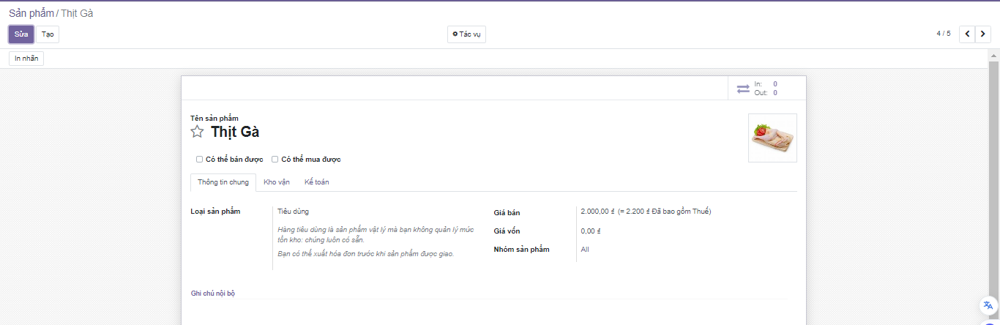 Sản phẩm / Thịt Gà
Sửa Tạo Tác vụ 4 / 5
In nhãn
In: 0
Out: 0
Tên sản phẩm
Thịt Gà
Có thể bán được Có thể mua được
Thông tin chung Kho vận Kế toán
Loại sản phẩm Tiêu dùng
Hàng tiêu dùng là sản phẩm vật lý mà bạn không quản lý mức
tồn kho: chúng luôn có sẵn.
Bạn có thể xuất hóa đơn trước khi sản phẩm được giao.
Giá bán 2.000,00 ₫ (= 2.200 ₫ Đã bao gồm Thuế)
Giá vốn 0,00 ₫
Nhóm sản phẩm All
Ghi chú nội bộ